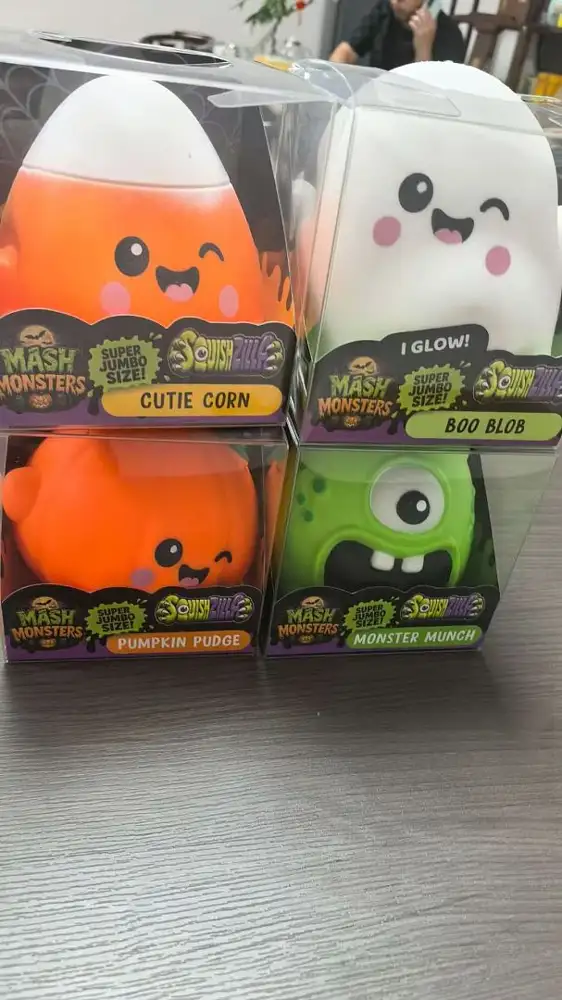 MASH
MONSTERS
SUPER
JUMBO
SIZE!
SQUISHZILLA
CUTIE CORN
I GLOW!
MASH
MONSTERS
SUPER
JUMBO
SIZE!
SQUISHZILL
BOO BLOB
MASH
MONSTERS
SUPER
JUMBO
SIZE!
SQUISHZILLA
PUMPKIN PUDGE
MASH
MONSTERS
SUPER
JUMBO
SIZE!
SQUISHZILLA
MONSTER MUNCH